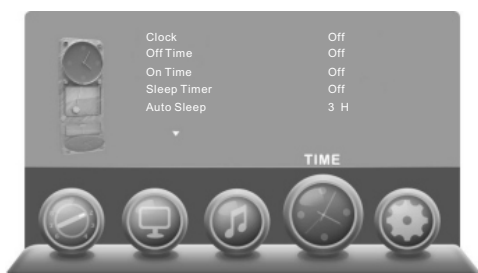 Clock Off
Off Time Off
On Time Off
Sleep Timer Off
Auto Sleep 3 H
TIME